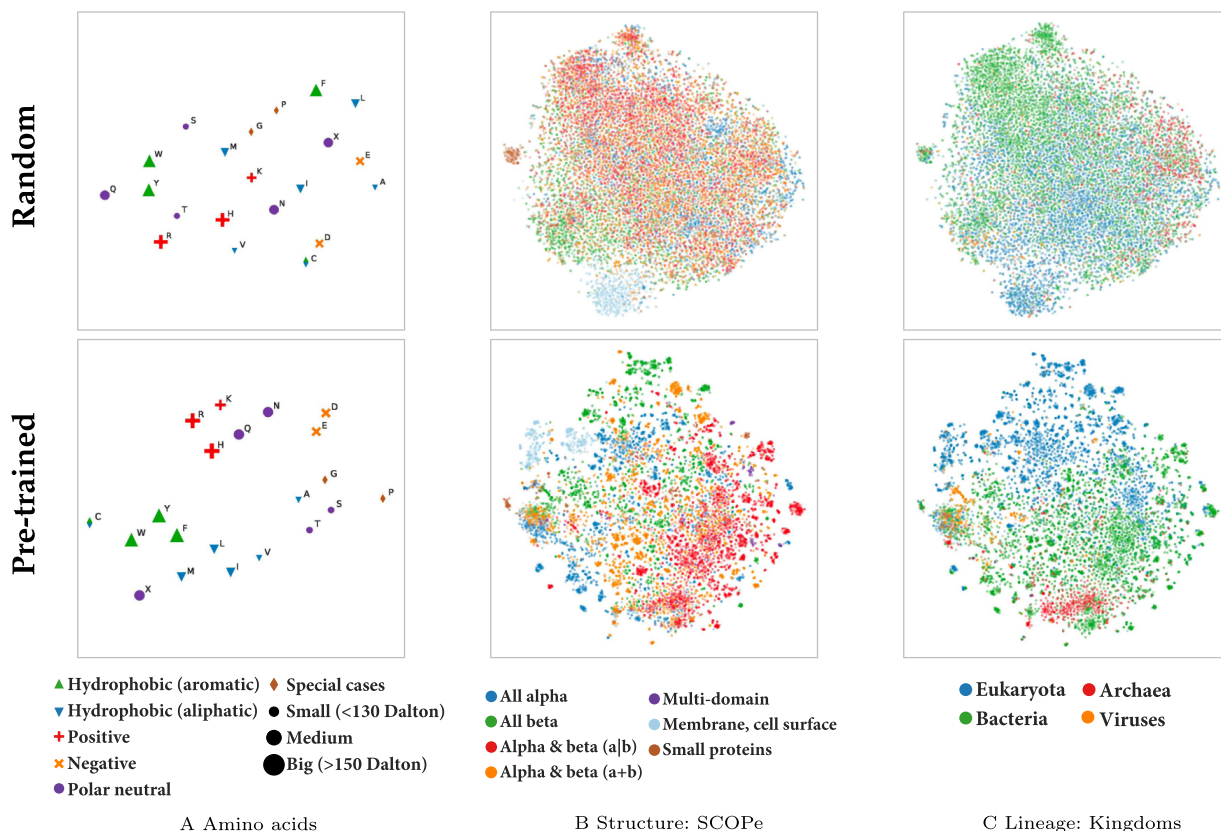 Random
F
L
P
S
G
X
M
W
E
K
A
Y
I
Q
H
N
T
R
V
D
C
Pre-trained
K
N
D
R
Q
E
H
G
A
S
P
Y
C
T
F
W
L
V
M
I
X
Hydrophobic (aromatic)
Special cases
Hydrophobic (aliphatic)
Small (<130 Dalton)
Positive
Medium
Negative
Big (>150 Dalton)
Polar neutral
All alpha
Multi-domain
All beta
Membrane, cell surface
Alpha & beta (a|b)
Small proteins
Alpha & beta (a+b)
Eukaryota
Archaea
Bacteria
Viruses
A Amino acids
B Structure: SCOPe
C Lineage: Kingdoms